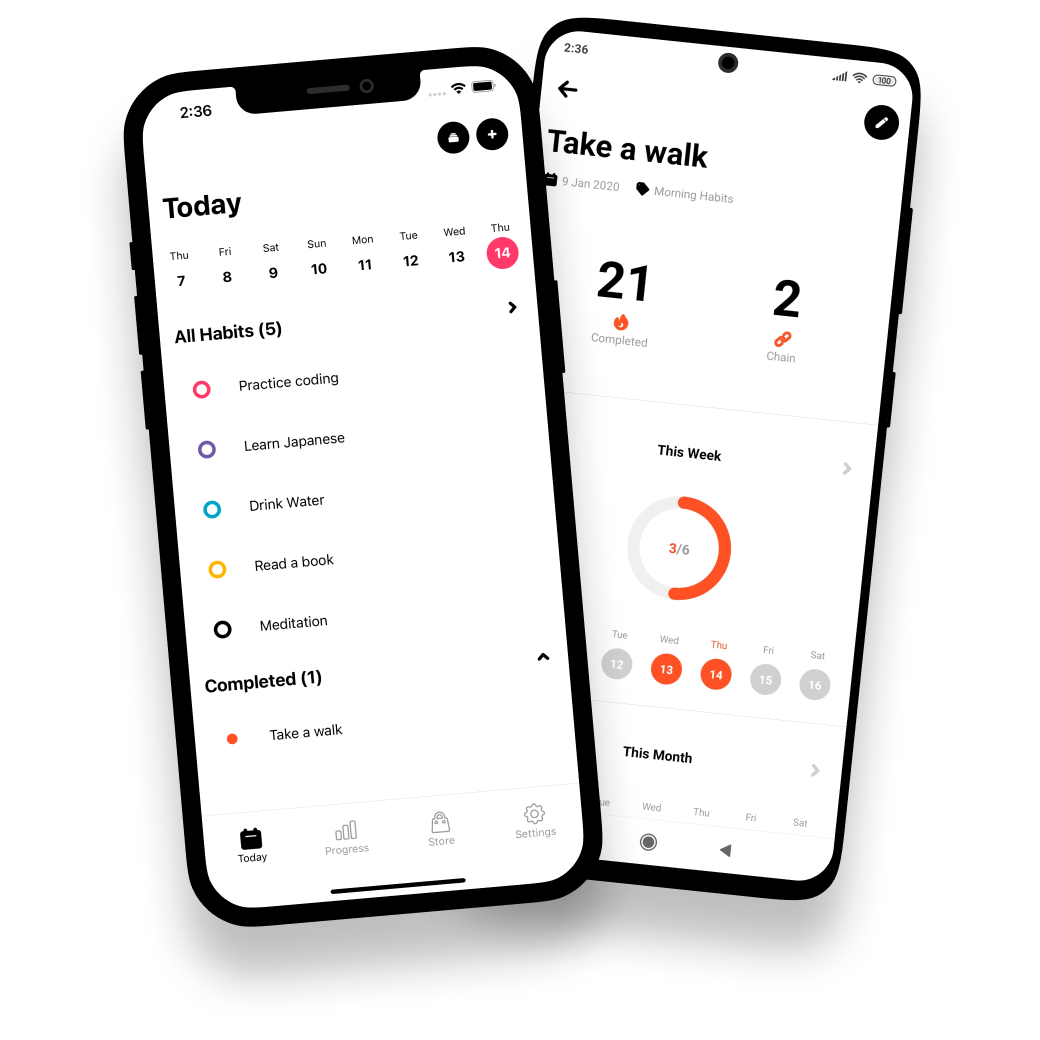 2:36
Today
Thu Fri Sat Sun Mon Tue Wed Thu
7 8 9 10 11 12 13 14
All Habits (5)
Practice coding
Learn Japanese
Drink Water
Read a book
Meditation
Completed (1)
Take a walk
Today Progress Store Settings
2:36 100
Take a walk
9 Jan 2020 Morning Habits
21 2
Completed Chain
This Week
3/6
Tue Wed Thu Fri Sat
12 13 14 15 16
This Month
ue Wed Thu Fri Sat